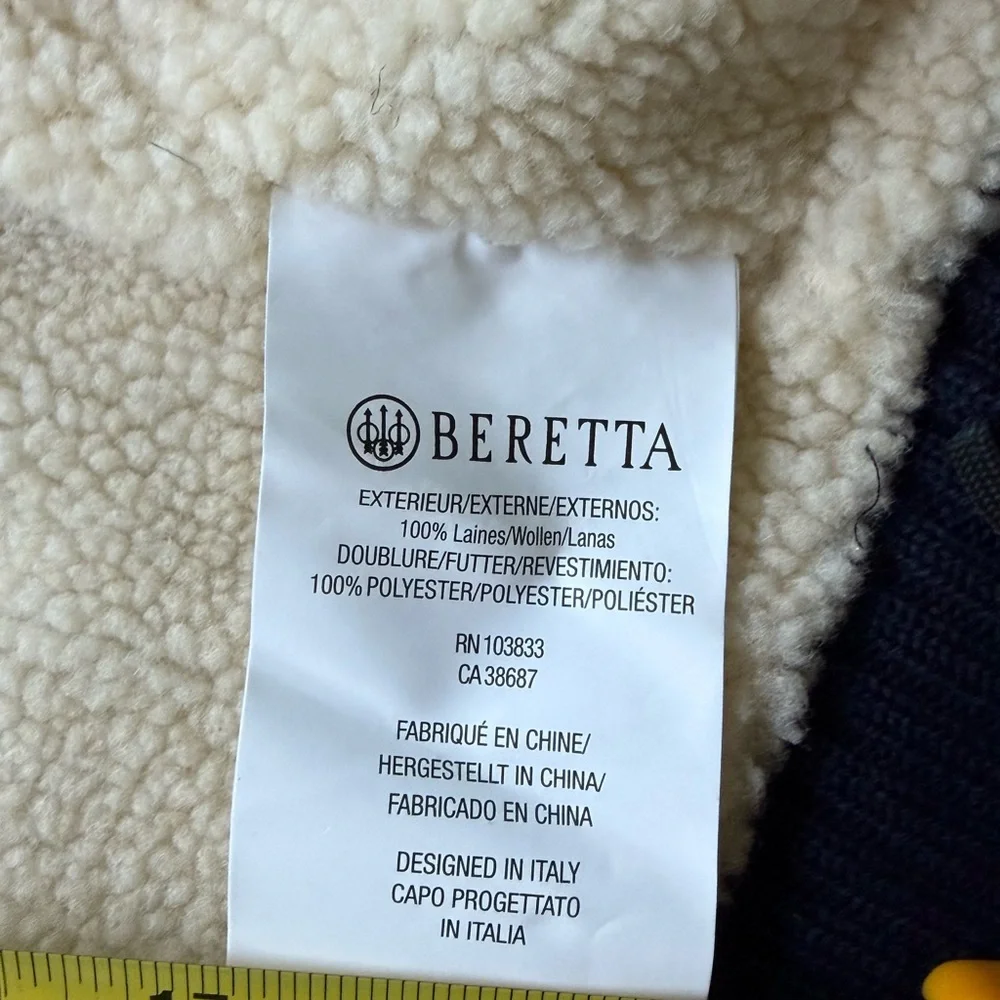 BERETTA
EXTERIEUR/EXTERNE/EXTERNOS:
100% Laines/Wollen/Lanas
DOUBLURE/FUTTER/REVESTIMIENTO:
100% POLYESTER/POLYESTER/POLIÉSTER
RN 103833
CA 38687
FABRIQUÉ EN CHINE/
HERGESTELLT IN CHINA/
FABRICADO EN CHINA
DESIGNED IN ITALY
CAPO PROGETTATO
IN ITALIA